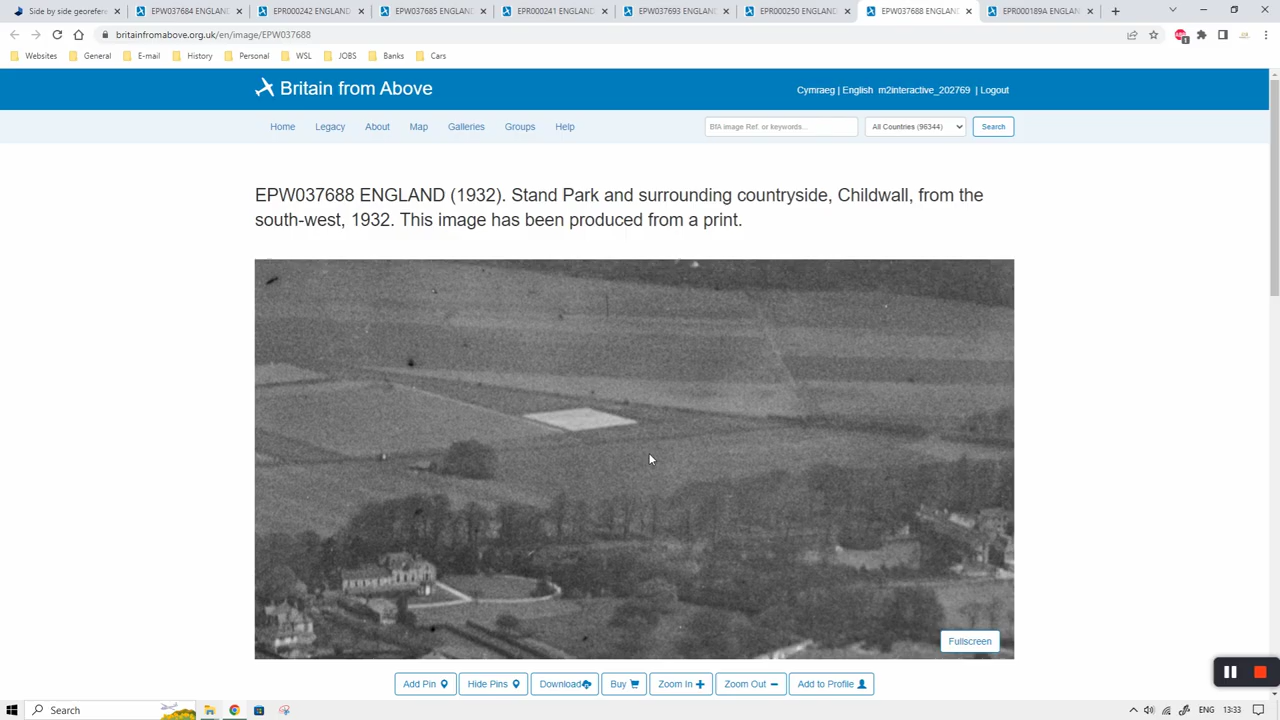 Side by side georefere
EPW037684 ENGLAND
EPR000242 ENGLAND
EPW037685 ENGLAND
EPR000241 ENGLAND
EPW037693 ENGLAND
EPR000250 ENGLAND
EPW037688 ENGLAND
EPR000189A ENGLAN
britainfromabove.org.uk/en/image/EPW037688
Websites General E-mail History Personal WSL JOBS Banks Cars
Britain from Above
Cymraeg | English m2interactive_202769 | Logout
Home Legacy About Map Galleries Groups Help
BfA image Ref. or keywords... All Countries (96344) Search
EPW037688 ENGLAND (1932). Stand Park and surrounding countryside, Childwall, from the
south-west, 1932. This image has been produced from a print.
Fullscreen
Add Pin Hide Pins Download Buy Zoom In Zoom Out Add to Profile
Search
ENG 13:33